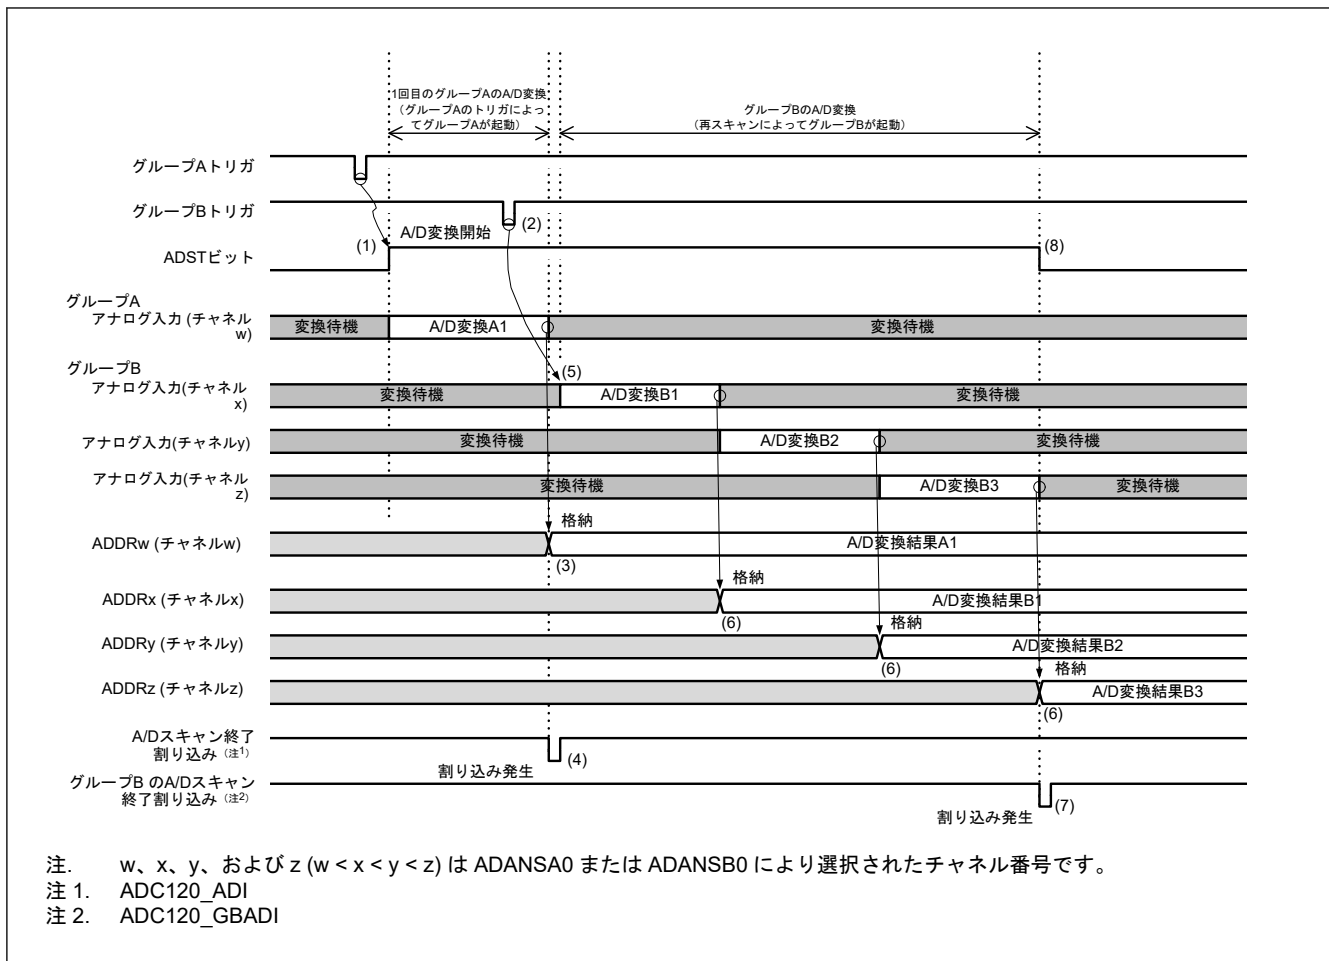 1回目のグループAのA/D変換
(グループAのトリガによっ
てグループAが起動)
グループBのA/D変換
(再スキャンによってグループBが起動)
グループAトリガ
グループBトリガ
(2)
A/D変換開始
(1)
(8)
ADSTビット
グループA
アナログ入力 (チャネル
w)
変換待機
A/D変換A1
変換待機
グループB
アナログ入力(チャネル
x)
(5)
変換待機
A/D変換B1
変換待機
アナログ入力(チャネルy)
変換待機
A/D変換B2
変換待機
アナログ入力(チャネル
z)
変換待機
A/D変換B3
変換待機
格納
ADDRw (チャネルw)
A/D変換結果A1
(3)
格納
ADDRx (チャネルx)
A/D変換結果B1
(6)
格納
ADDRy (チャネルy)
A/D変換結果B2
(6)
格納
ADDRz (チャネルz)
A/D変換結果B3
(6)
A/Dスキャン終了
割り込み (注1)
(4)
割り込み発生
グループB のA/Dスキャン
終了割り込み (注2)
(7)
割り込み発生
注. w、x、y、および z (w < x < y < z) は ADANSA0 または ADANSB0 により選択されたチャネル番号です。
注 1. ADC120_ADI
注 2. ADC120_GBADI